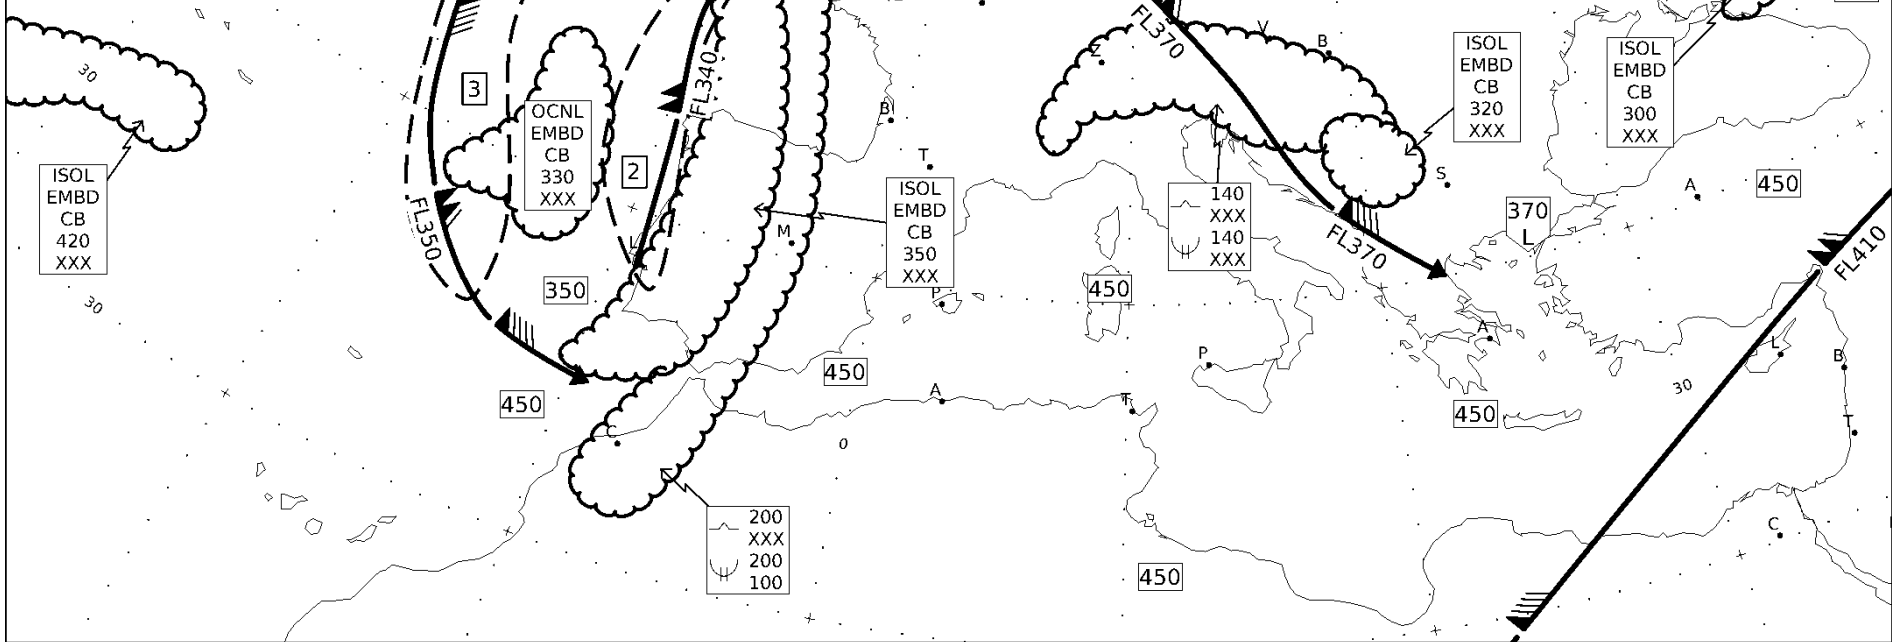 30
ISOL
EMBD
CB
420
XXX
30
3
FL350
OCNL
EMBD
CB
330
XXX
2
FL340
350
L
450
C
B
T
M
ISOL
EMBD
CB
350
XXX
P
450
A
0
200
XXX
200
100
Z
FL370
V
B
140
XXX
140
XXX
450
P
T
450
FL370
ISOL
EMBD
CB
320
XXX
S
370
L
A
450
ISOL
EMBD
CB
300
XXX
A
450
FL410
30
L
B
T
C